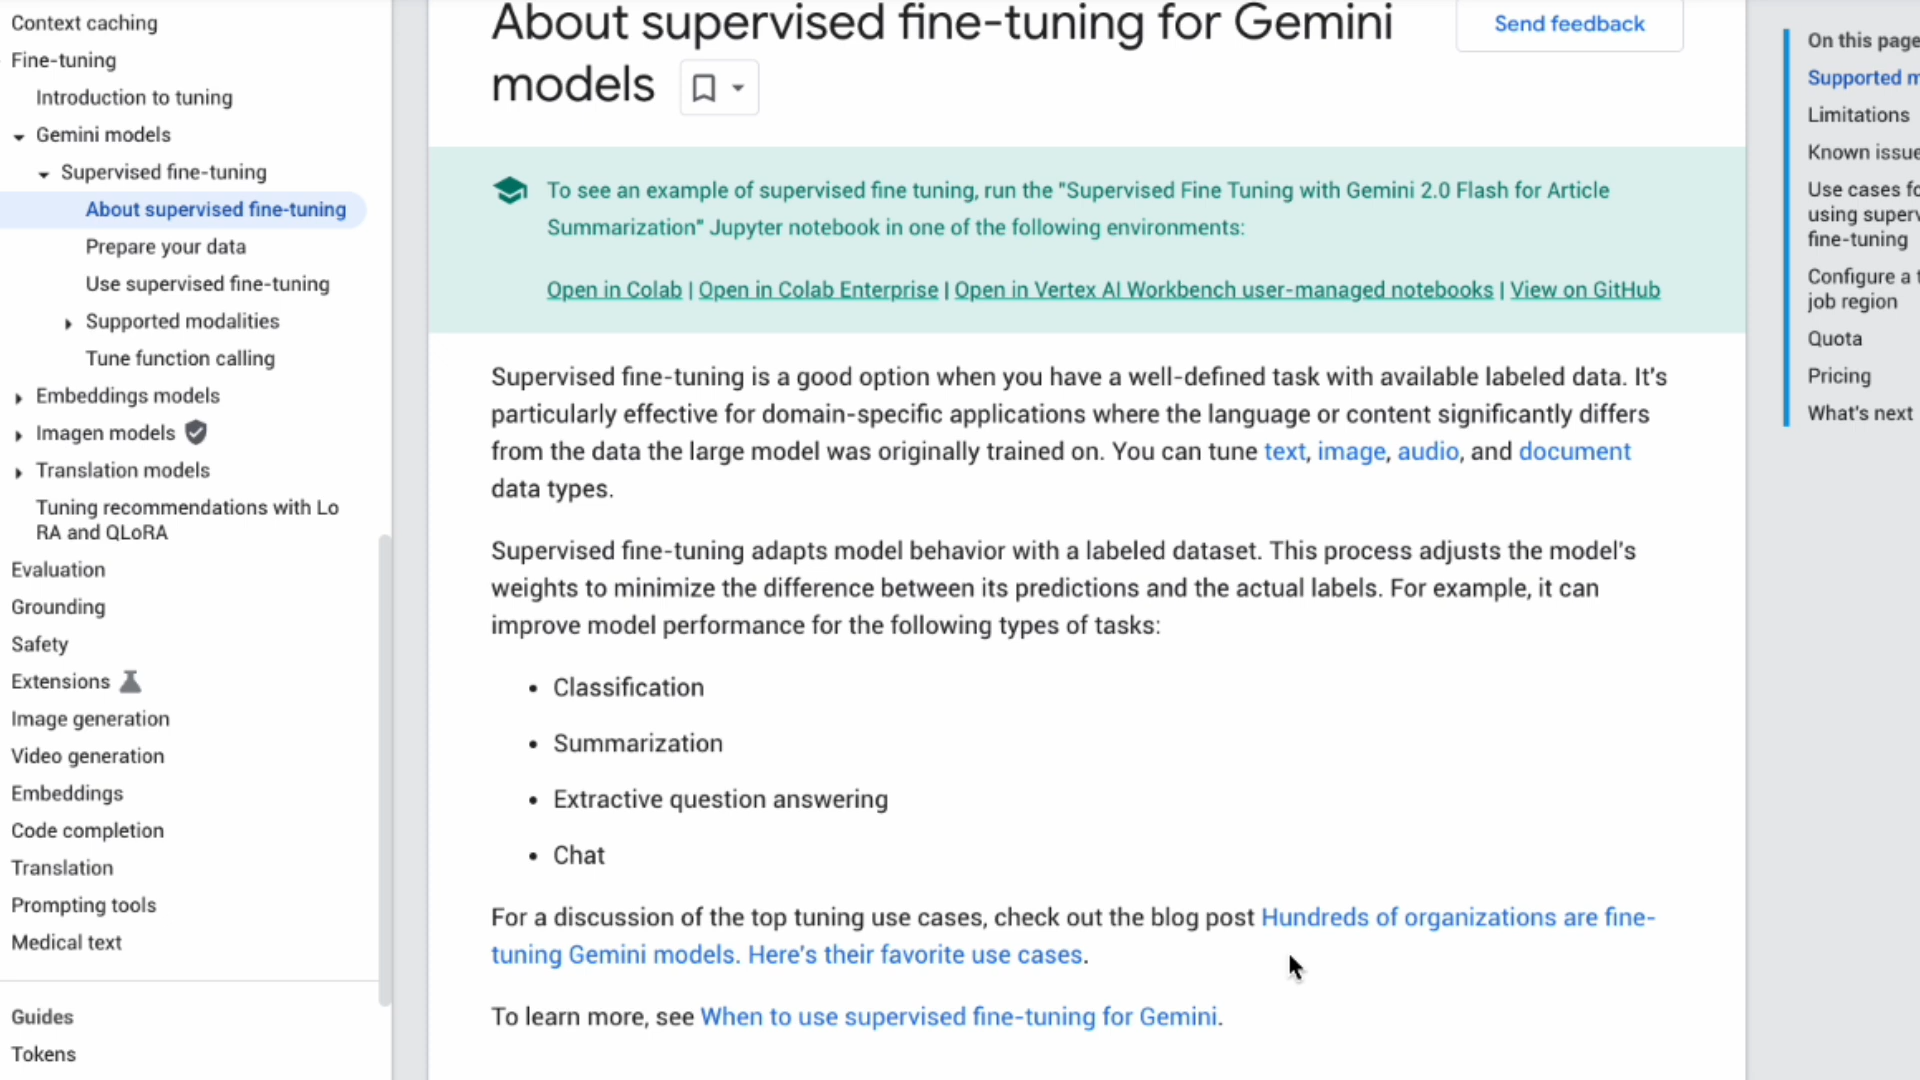 Context caching
Fine-tuning
Introduction to tuning
Gemini models
Supervised fine-tuning
About supervised fine-tuning
Prepare your data
Use supervised fine-tuning
Supported modalities
Tune function calling
Embeddings models
Imagen models
Translation models
Tuning recommendations with Lo
RA and QLoRA
Evaluation
Grounding
Safety
Extensions
Image generation
Video generation
Embeddings
Code completion
Translation
Prompting tools
Medical text
Guides
Tokens
About supervised fine-tuning for Gemini
models
Send feedback
To see an example of supervised fine tuning, run the "Supervised Fine Tuning with Gemini 2.0 Flash for Article
Summarization" Jupyter notebook in one of the following environments:
Open in Colab | Open in Colab Enterprise | Open in Vertex AI Workbench user-managed notebooks | View on GitHub
Supervised fine-tuning is a good option when you have a well-defined task with available labeled data. It's
particularly effective for domain-specific applications where the language or content significantly differs
from the data the large model was originally trained on. You can tune text, image, audio, and document
data types.
Supervised fine-tuning adapts model behavior with a labeled dataset. This process adjusts the model's
weights to minimize the difference between its predictions and the actual labels. For example, it can
improve model performance for the following types of tasks:
• Classification
• Summarization
• Extractive question answering
• Chat
For a discussion of the top tuning use cases, check out the blog post Hundreds of organizations are fine-
tuning Gemini models. Here's their favorite use cases.
To learn more, see When to use supervised fine-tuning for Gemini.
On this page
Supported m
Limitations
Known issue
Use cases fo
using superv
fine-tuning
Configure a t
job region
Quota
Pricing
What's next